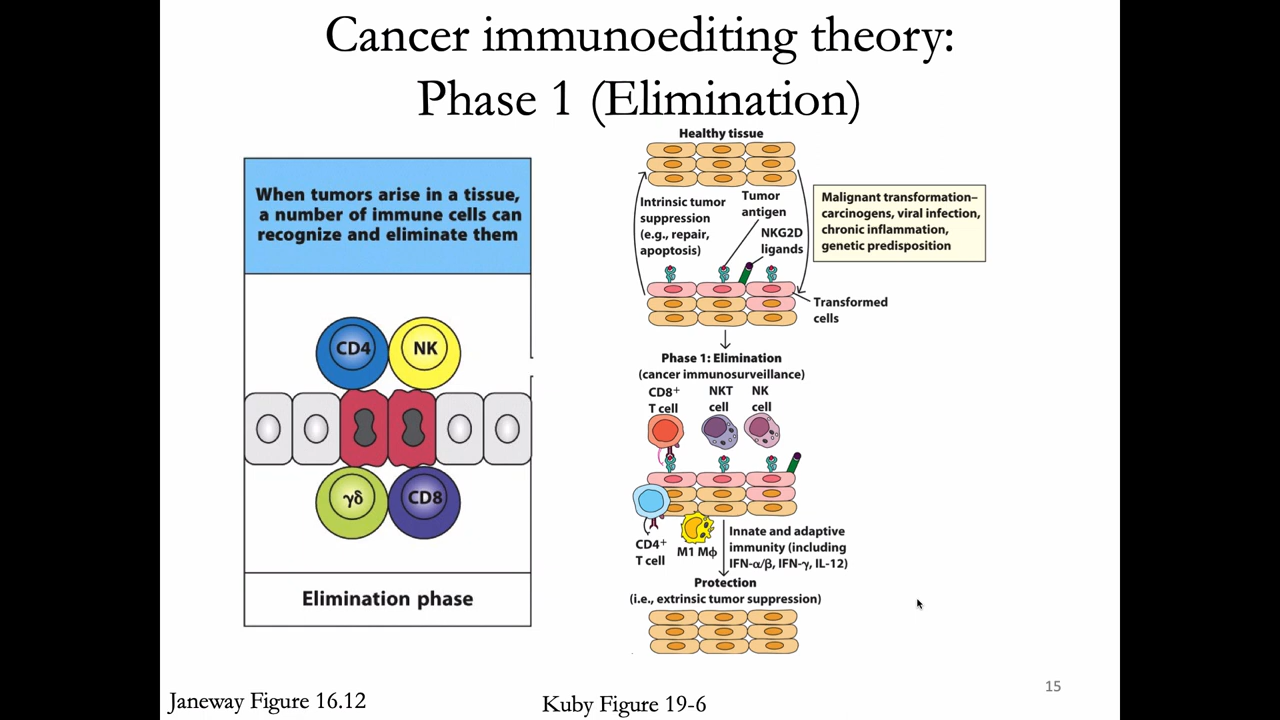 Cancer immunoediting theory:
Phase 1 (Elimination)
When tumors arise in a tissue,
a number of immune cells can
recognize and eliminate them
CD4
NK
γδ
CD8
Elimination phase
Janeway Figure 16.12
Healthy tissue
Intrinsic tumor
suppression
(e.g., repair,
apoptosis)
Tumor
antigen
NKG2D
ligands
Malignant transformation–
carcinogens, viral infection,
chronic inflammation,
genetic predisposition
Transformed
cells
Phase 1: Elimination
(cancer immunosurveillance)
CD8+
T cell
NKT
cell
NK
cell
CD4+
T cell
M1 Mϕ
Innate and adaptive
immunity (including
IFN-α/β, IFN-γ, IL-12)
Protection
(i.e., extrinsic tumor suppression)
Kuby Figure 19-6
15